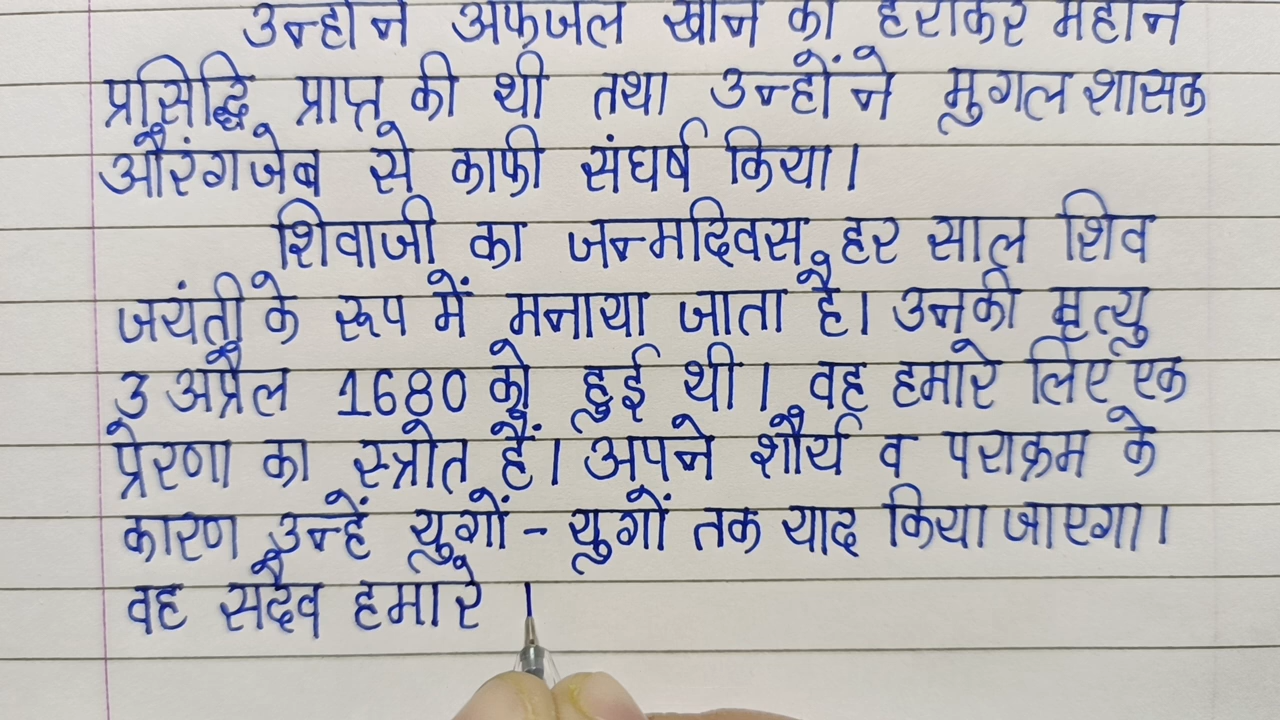 उन्होंने अफजल खान को हराकर महान
प्रसिद्धि प्राप्त की थी तथा उन्होंने मुगल शासक
औरंगजेब से काफी संघर्ष किया।
शिवाजी का जन्मदिवस हर साल शिव
जयंती के रूप में मनाया जाता है। उनकी मृत्यु
3 अप्रैल 1680 को हुई थी। वह हमारे लिए एक
प्रेरणा का स्त्रोत हैं। अपने शौर्य व पराक्रम के
कारण उन्हें युगों - युगों तक याद किया जाएगा।
वह सदैव हमारे